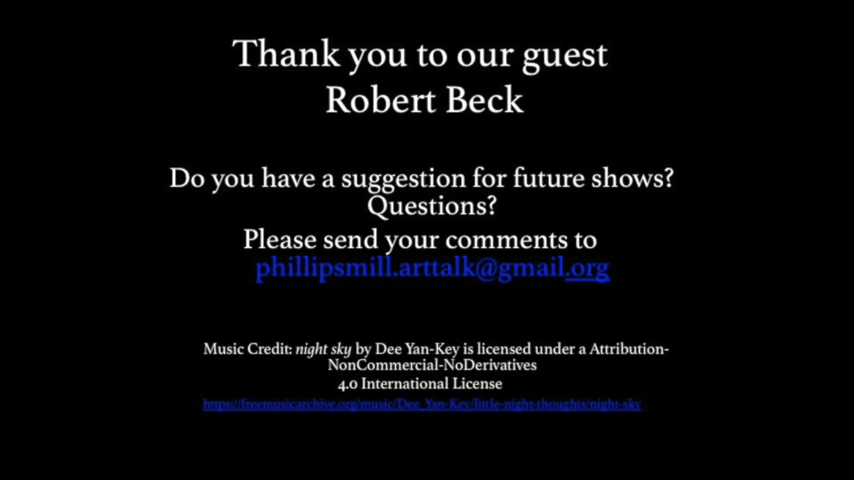 Thank you to our guest
Robert Beck
Do you have a suggestion for future shows?
Questions?
Please send your comments to
phillipsmill.arttalk@gmail.org
Music Credit: night sky by Dee Yan-Key is licensed under a Attribution-
NonCommercial-NoDerivatives
4.0 International License
https://freemusicarchive.org/music/Dee_Yan-Key/little-night-thoughts/night-sky